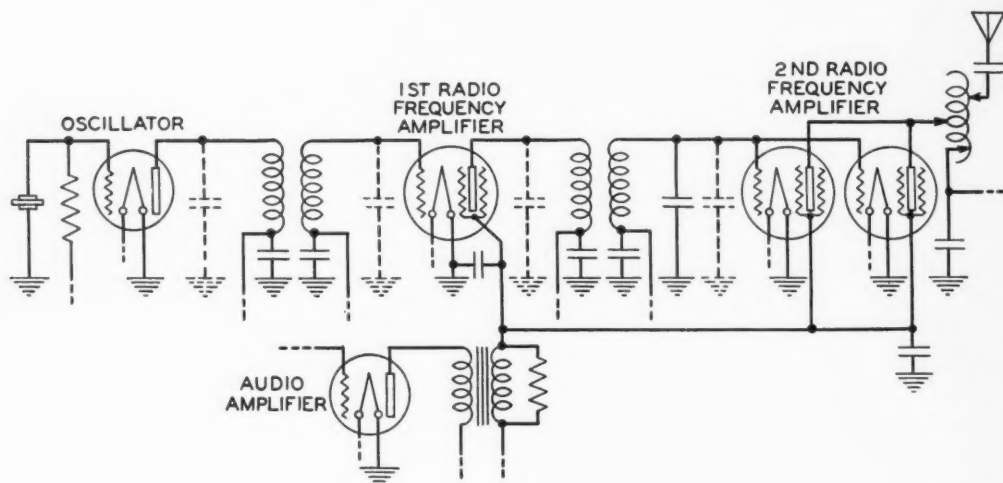 OSCILLATOR
1ST RADIO
FREQUENCY
AMPLIFIER
2ND RADIO
FREQUENCY
AMPLIFIER
AUDIO
AMPLIFIER